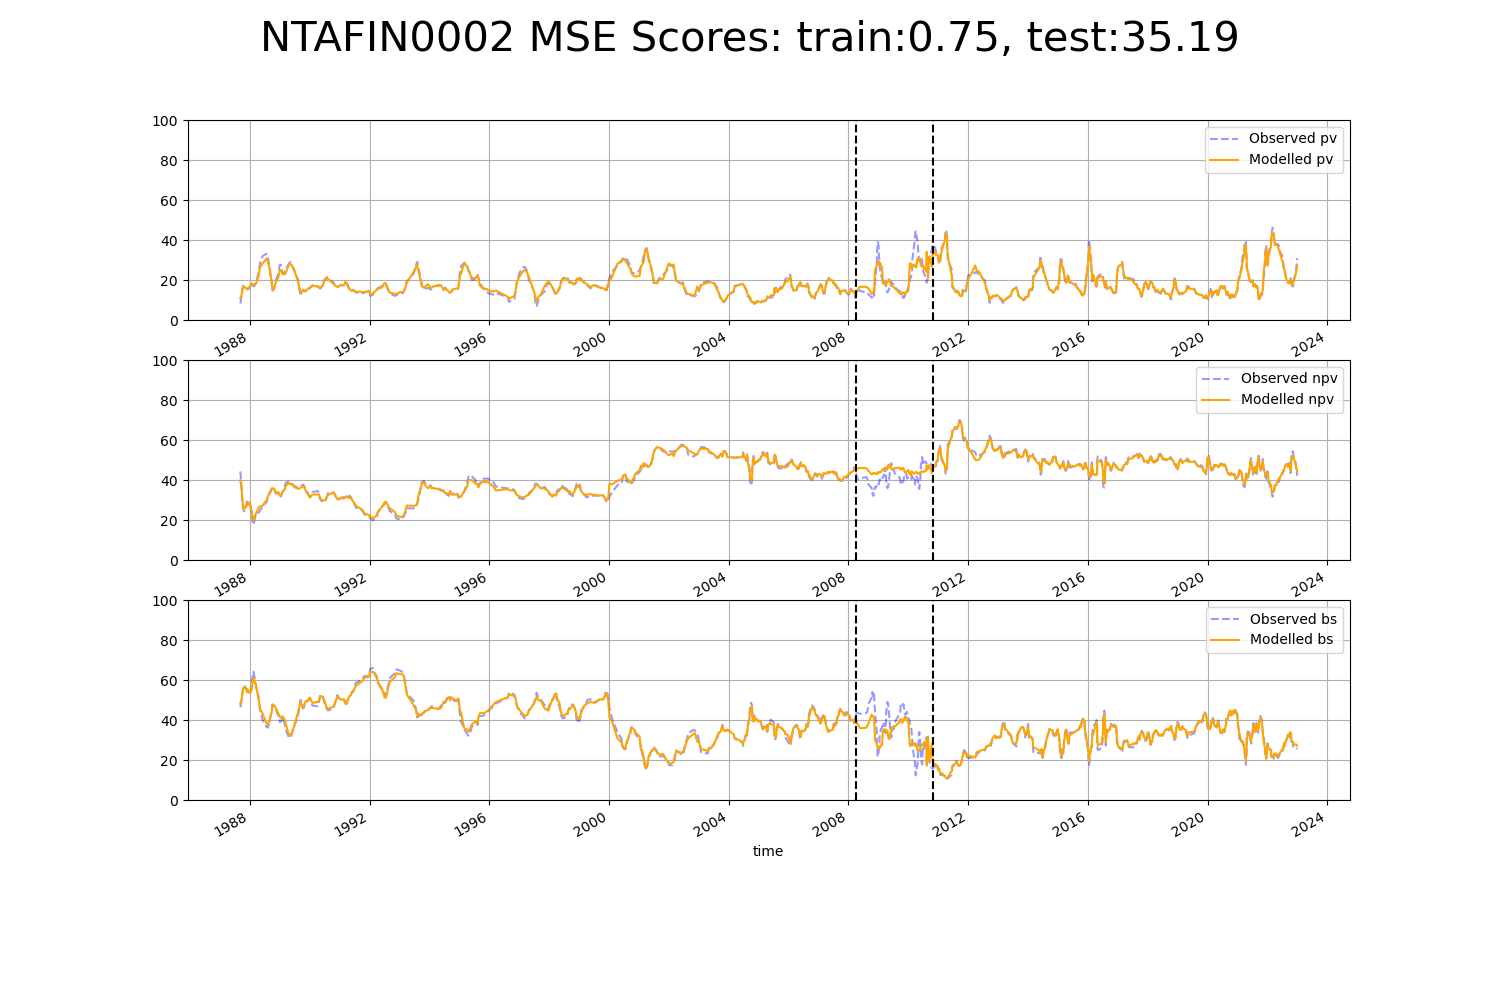 NTAFIN0002 MSE Scores: train:0.75, test:35.19
100
80
60
40
20
0
Observed pv
Modelled pv
1988 1992 1996 2000 2004 2008 2012 2016 2020 2024
100
80
60
40
20
0
Observed npv
Modelled npv
1988 1992 1996 2000 2004 2008 2012 2016 2020 2024
100
80
60
40
20
0
Observed bs
Modelled bs
1988 1992 1996 2000 2004 2008 2012 2016 2020 2024
time